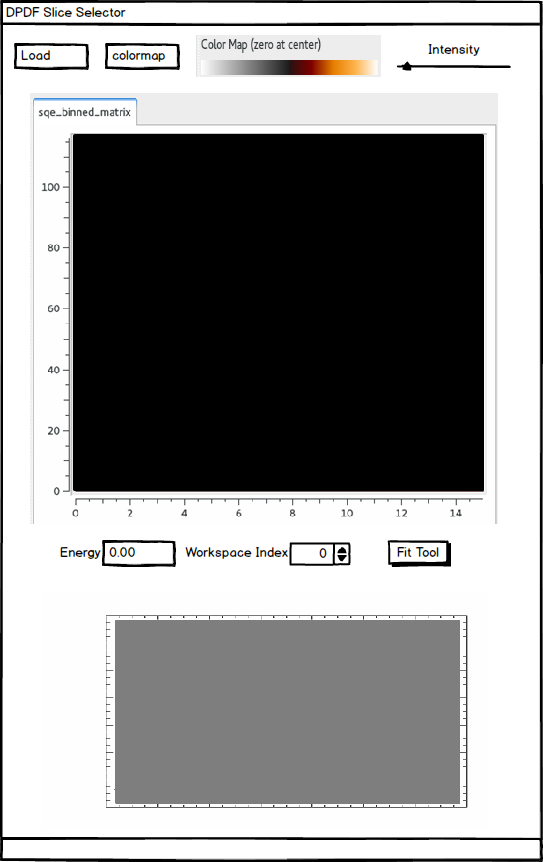 DPDF Slice Selector
Load
colormap
Color Map (zero at center)
Intensity
sqe_binned_matrix
100
80
60
40
20
0
0 2 4 6 8 10 12 14
Energy 0.00 Workspace Index 0 Fit Tool